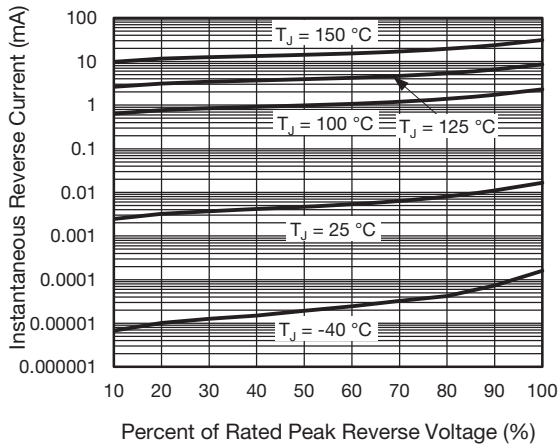 Instantaneous Reverse Current (mA)
100
10
1
0.1
0.01
0.001
0.0001
0.00001
0.000001
T_J = 150 °C
T_J = 125 °C
T_J = 100 °C
T_J = 25 °C
T_J = -40 °C
10 20 30 40 50 60 70 80 90 100
Percent of Rated Peak Reverse Voltage (%)